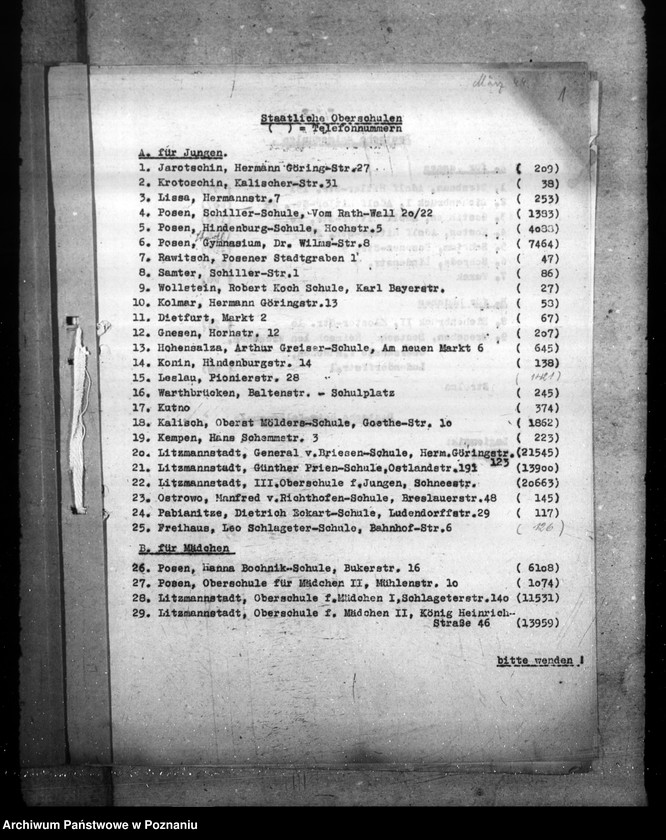 März 44.
1
Staatliche Oberschulen
( ) = Telefonnummern
A. für Jungen.
1. Jarotschin, Hermann Göring-Str.27 ( 209)
2. Krotoschin, Kalischer-Str.31 ( 38)
3. Lissa, Hermannstr.7 ( 253)
4. Posen, Schiller-Schule, Vom Rath-Wall 20/22 ( 1383)
5. Posen, Hindenburg-Schule, Hochstr.5 ( 4088)
6. Posen, Gymnasium, Dr. Wilms-Str.8 ( 7464)
7. Rawitsch, Posener Stadtgraben 1 ( 47)
8. Samter, Schiller-Str.1 ( 86)
9. Wollstein, Robert Koch Schule, Karl Bayerstr. ( 27)
10. Kolmar, Hermann Göringstr.13 ( 53)
11. Dietfurt, Markt 2 ( 67)
12. Gnesen, Hornstr. 12 ( 207)
13. Hohensalza, Arthur Greiser-Schule, Am neuen Markt 6 ( 645)
14. Konin, Hindenburgstr. 14 ( 138)
15. Leslau, Pionierstr. 28
16. Warthbrücken, Baltenstr. - Schulplatz ( 245)
17. Kutno ( 374)
18. Kalisch, Oberst Mölders-Schule, Goethe-Str. 10 ( 1862)
19. Kempen, Hans Schemmstr. 3 ( 223)
20. Litzmannstadt, General v.Briesen-Schule, Herm.Göringstr. 123 (21545)
21. Litzmannstadt, Günther Prien-Schule,Ostlandstr.191 (13900)
22. Litzmannstadt, III.Oberschule f.Jungen, Schneestr. (20663)
23. Ostrowo, Manfred v.Richthofen-Schule, Breslauerstr.48 ( 145)
24. Pabianitze, Dietrich Eckart-Schule, Ludendorffstr.29 ( 117)
25. Freihaus, Leo Schlageter-Schule, Bahnhof-Str.6 ( 126 )
B. für Mädchen
26. Posen, Hanna Bochnik-Schule, Bukerstr. 16 ( 6108)
27. Posen, Oberschule für Mädchen II, Mühlenstr. 10 ( 1074)
28. Litzmannstadt, Oberschule f.Mädchen I,Schlageterstr.140 (11531)
29. Litzmannstadt, Oberschule f. Mädchen II, König Heinrich-
Straße 46 (13959)
bitte wenden !
Archiwum Państwowe w Poznaniu